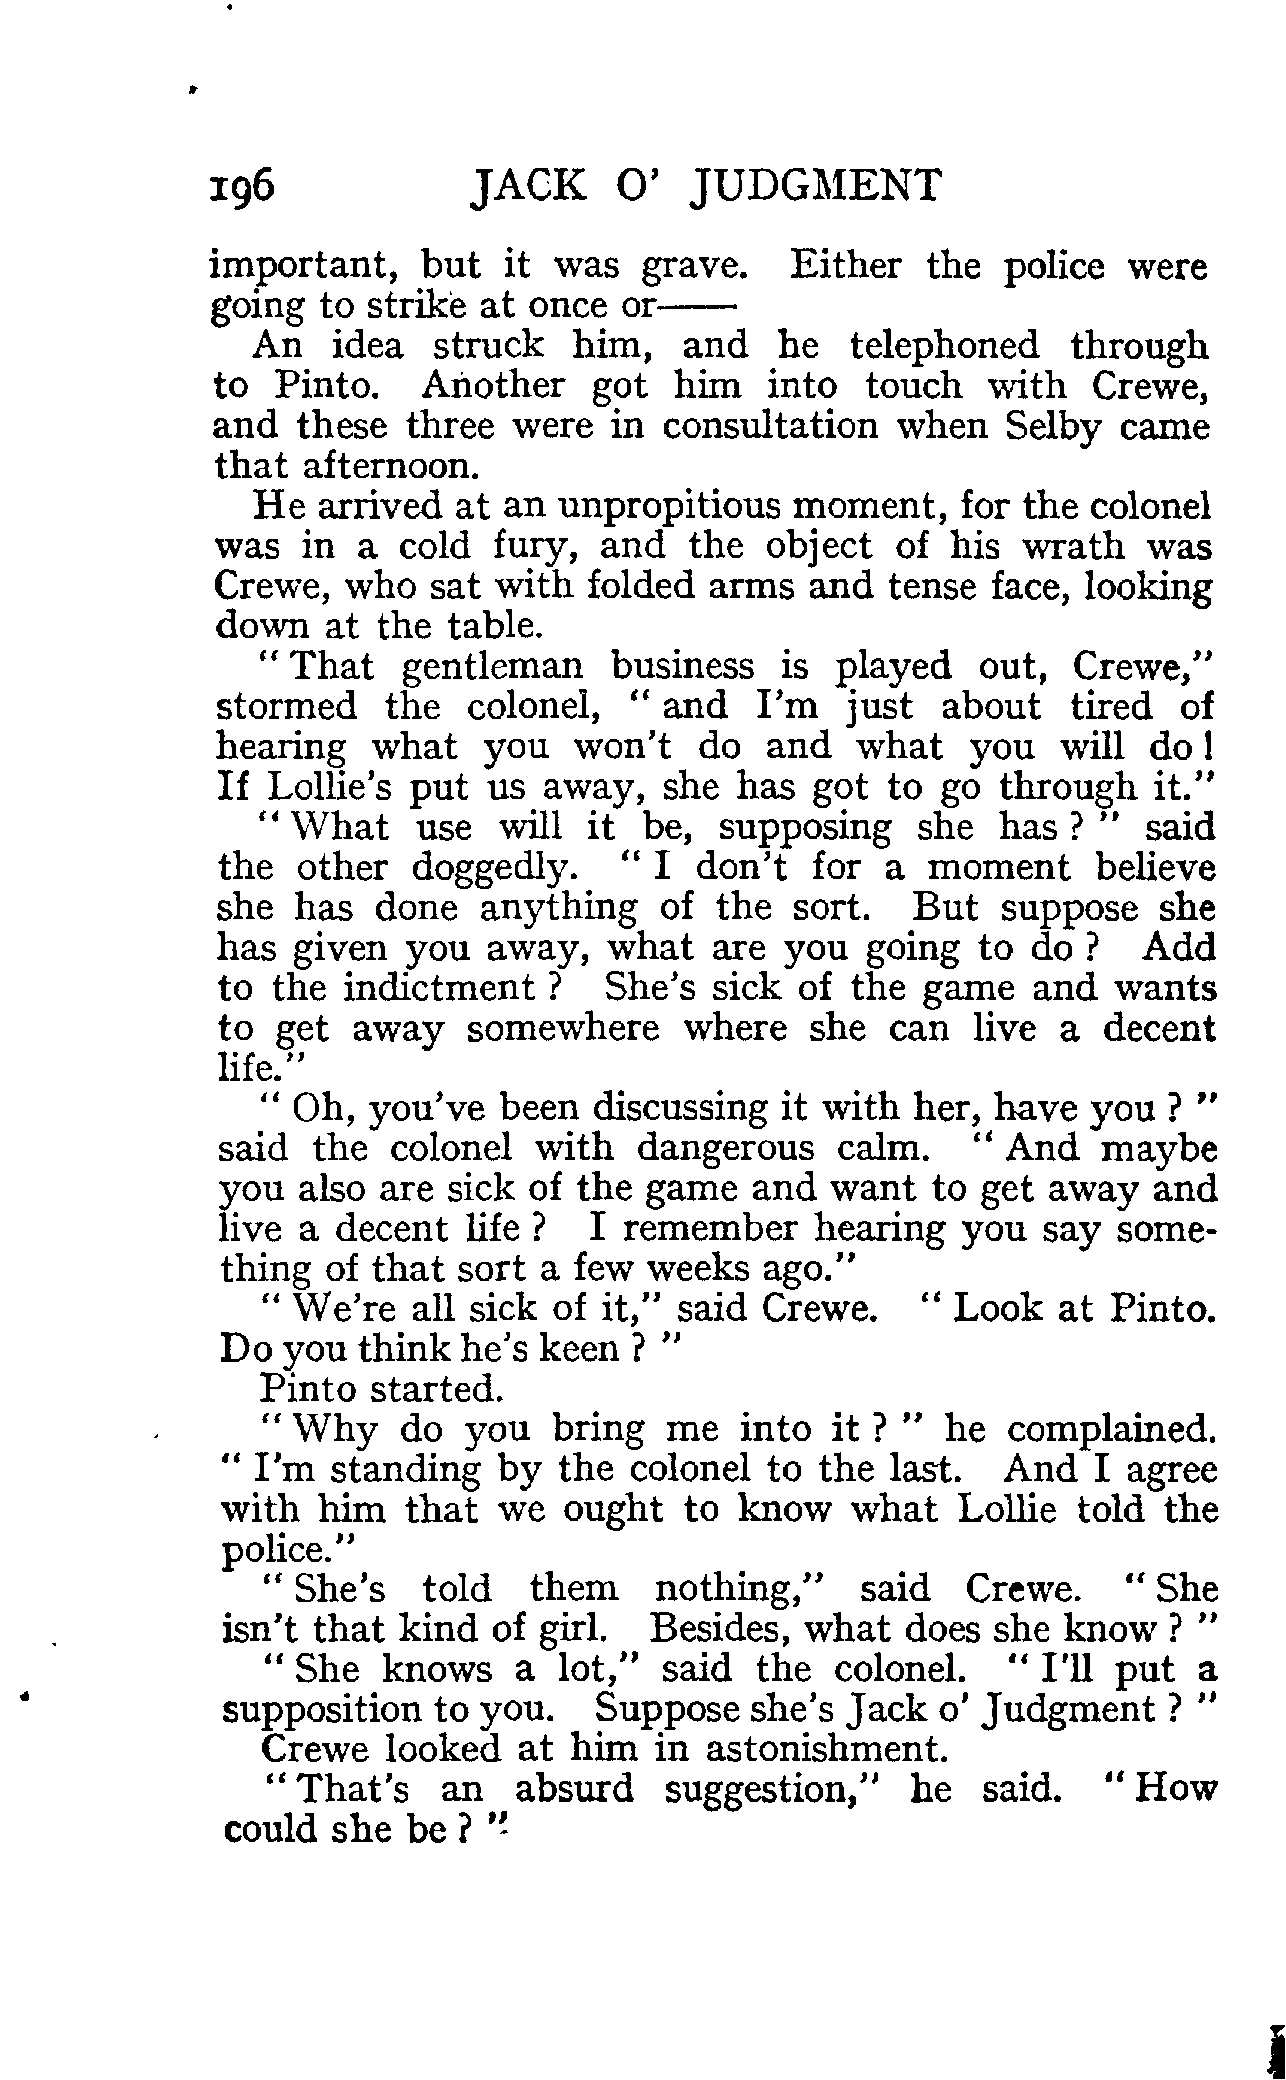 196 JACK O' JUDGMENT
important, but it was grave. Either the police were
going to strike at once or——
An idea struck him, and he telephoned through
to Pinto. Another got him into touch with Crewe,
and these three were in consultation when Selby came
that afternoon.
He arrived at an unpropitious moment, for the colonel
was in a cold fury, and the object of his wrath was
Crewe, who sat with folded arms and tense face, looking
down at the table.
" That gentleman business is played out, Crewe,"
stormed the colonel, " and I'm just about tired of
hearing what you won't do and what you will do !
If Lollie's put us away, she has got to go through it."
" What use will it be, supposing she has ? " said
the other doggedly. " I don't for a moment believe
she has done anything of the sort. But suppose she
has given you away, what are you going to do ? Add
to the indictment ? She's sick of the game and wants
to get away somewhere where she can live a decent
life."
" Oh, you've been discussing it with her, have you ? "
said the colonel with dangerous calm. " And maybe
you also are sick of the game and want to get away and
live a decent life ? I remember hearing you say some-
thing of that sort a few weeks ago."
" We're all sick of it," said Crewe. " Look at Pinto.
Do you think he's keen ? "
Pinto started.
" Why do you bring me into it ? " he complained.
" I'm standing by the colonel to the last. And I agree
with him that we ought to know what Lollie told the
police."
" She's told them nothing," said Crewe. " She
isn't that kind of girl. Besides, what does she know ? "
" She knows a lot," said the colonel. " I'll put a
supposition to you. Suppose she's Jack o' Judgment ? "
Crewe looked at him in astonishment.
" That's an absurd suggestion," he said. " How
could she be ? "